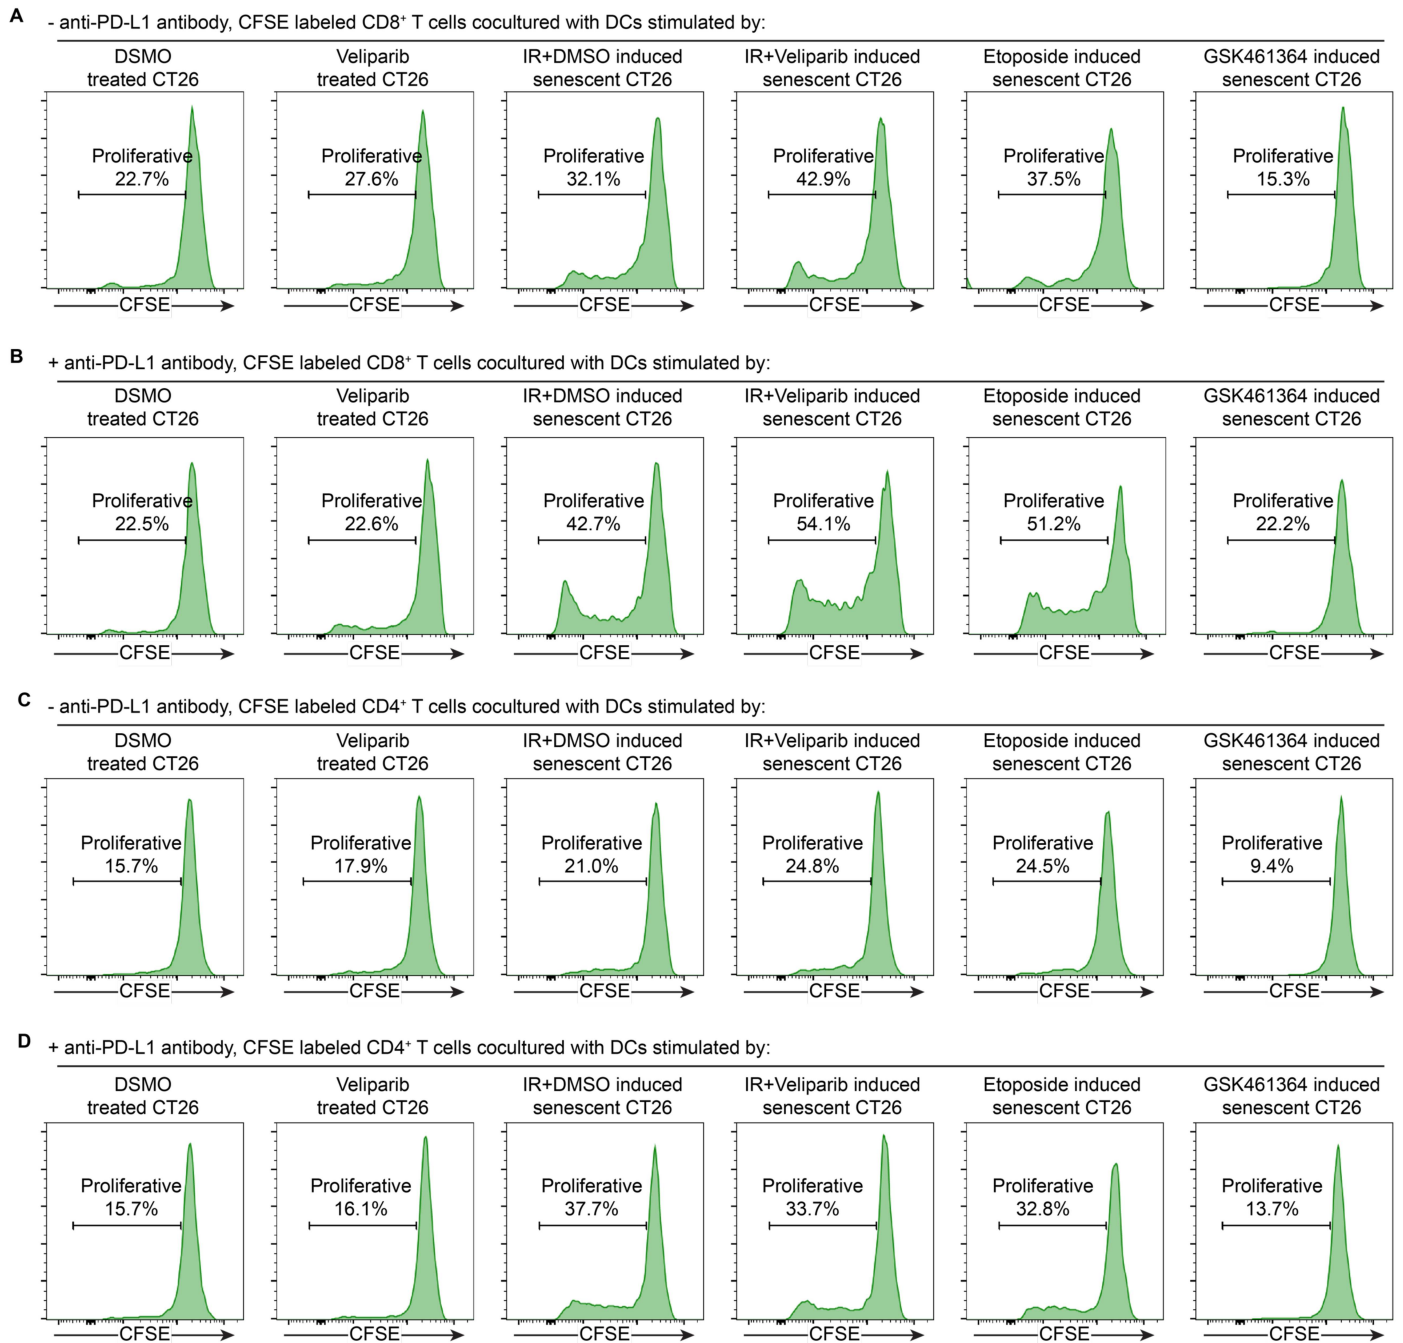 A
- anti-PD-L1 antibody, CFSE labeled CD8⁺ T cells cocultured with DCs stimulated by:
DSMO treated CT26
Veliparib treated CT26
IR+DMSO induced senescent CT26
IR+Veliparib induced senescent CT26
Etoposide induced senescent CT26
GSK461364 induced senescent CT26
Proliferative 22.7%
Proliferative 27.6%
Proliferative 32.1%
Proliferative 42.9%
Proliferative 37.5%
Proliferative 15.3%
CFSE
CFSE
CFSE
CFSE
CFSE
CFSE
B
+ anti-PD-L1 antibody, CFSE labeled CD8⁺ T cells cocultured with DCs stimulated by:
DSMO treated CT26
Veliparib treated CT26
IR+DMSO induced senescent CT26
IR+Veliparib induced senescent CT26
Etoposide induced senescent CT26
GSK461364 induced senescent CT26
Proliferative 22.5%
Proliferative 22.6%
Proliferative 42.7%
Proliferative 54.1%
Proliferative 51.2%
Proliferative 22.2%
CFSE
CFSE
CFSE
CFSE
CFSE
CFSE
C
- anti-PD-L1 antibody, CFSE labeled CD4⁺ T cells cocultured with DCs stimulated by:
DSMO treated CT26
Veliparib treated CT26
IR+DMSO induced senescent CT26
IR+Veliparib induced senescent CT26
Etoposide induced senescent CT26
GSK461364 induced senescent CT26
Proliferative 15.7%
Proliferative 17.9%
Proliferative 21.0%
Proliferative 24.8%
Proliferative 24.5%
Proliferative 9.4%
CFSE
CFSE
CFSE
CFSE
CFSE
CFSE
D
+ anti-PD-L1 antibody, CFSE labeled CD4⁺ T cells cocultured with DCs stimulated by:
DSMO treated CT26
Veliparib treated CT26
IR+DMSO induced senescent CT26
IR+Veliparib induced senescent CT26
Etoposide induced senescent CT26
GSK461364 induced senescent CT26
Proliferative 15.7%
Proliferative 16.1%
Proliferative 37.7%
Proliferative 33.7%
Proliferative 32.8%
Proliferative 13.7%
CFSE
CFSE
CFSE
CFSE
CFSE
CFSE